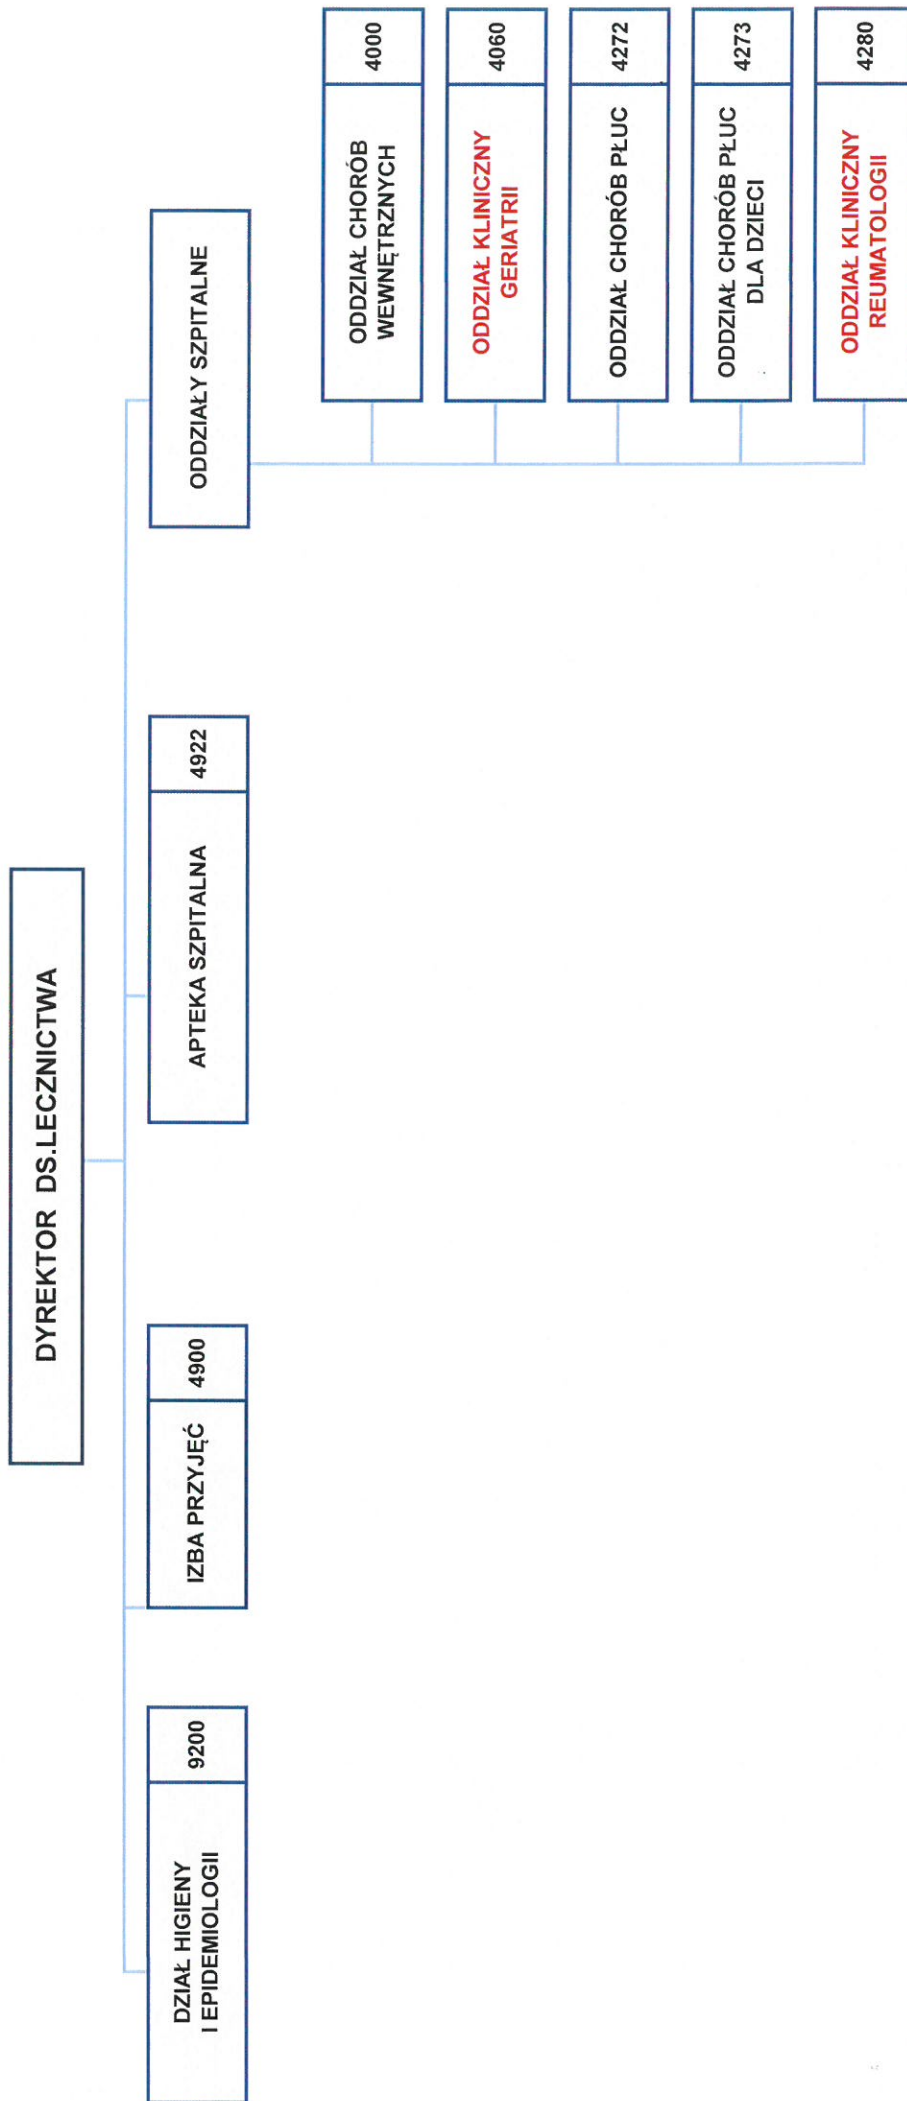 DYREKTOR DS.LECZNICTWA
DZIAŁ HIGIENY
I EPIDEMIOLOGII
9200
IZBA PRZYJĘĆ
4900
APTEKA SZPITALNA
4922
ODDZIAŁY SZPITALNE
ODDZIAŁ CHORÓB
WEWNĘTRZNYCH
4000
ODDZIAŁ KLINICZNY
GERIATRII
4060
ODDZIAŁ CHORÓB PŁUC
4272
ODDZIAŁ CHORÓB PŁUC
DLA DZIECI
4273
ODDZIAŁ KLINICZNY
REUMATOLOGII
4280